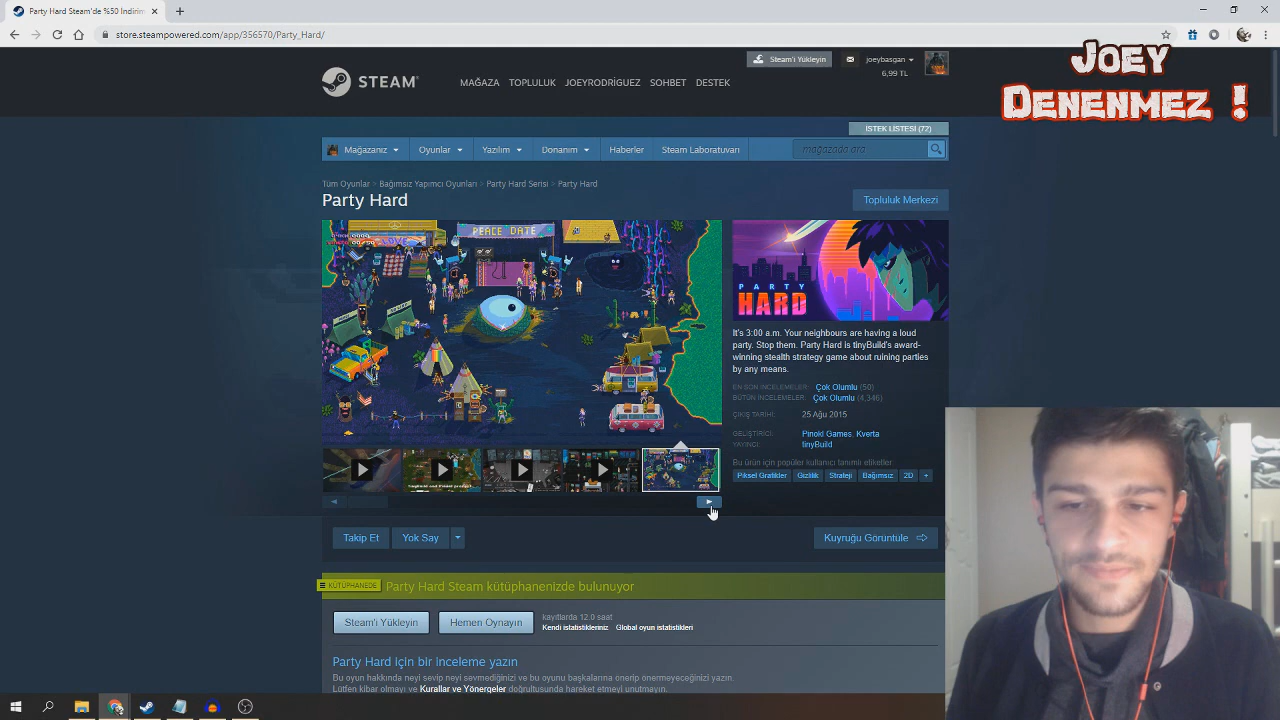 Party Hard Steam'de %50 İndirim
store.steampowered.com/app/356570/Party_Hard/
JOEY
DENENMEZ !
STEAM
MAĞAZA TOPLULUK JOEYRODRİGUEZ SOHBET DESTEK
Steam'i Yükleyin
joeybasgan
6,99 TL
İSTEK LİSTESİ (72)
Mağazanız Oyunlar Yazılım Donanım Haberler Steam Laboratuvarı
mağazada ara
Tüm Oyunlar > Bağımsız Yapımcı Oyunları > Party Hard Serisi > Party Hard
Party Hard
Topluluk Merkezi
PEACE DATE
LOVE
PARTY
HARD
It's 3:00 a.m. Your neighbours are having a loud
party. Stop them. Party Hard is tinyBuild's award-
winning stealth strategy game about ruining parties
by any means.
EN SON İNCELEMELER: Çok Olumlu (50)
BÜTÜN İNCELEMELER: Çok Olumlu (4,346)
ÇIKIŞ TARİHİ: 25 Ağu 2015
GELİŞTİRİCİ: Pinokl Games, Kverta
YAYINCI: tinyBuild
Bu ürün için popüler kullanıcı tanımlı etiketler
Piksel Grafikler Gizlilik Strateji Bağımsız 2D +
Takip Et Yok Say Kuyruğu Görüntüle
KÜTÜPHANEDE Party Hard Steam kütüphanenizde bulunuyor
Steam'i Yükleyin Hemen Oynayın
kayıtlarda 12.0 saat
Kendi istatistikleriniz Global oyun istatistikleri
Party Hard için bir inceleme yazın
Bu oyun hakkında neyi sevip neyi sevmediğinizi ve bu oyunu başkalarına önerip önermeyeceğinizi yazın.
Lütfen kibar olmayı ve Kurallar ve Yönergeler doğrultusunda hareket etmeyi unutmayın.